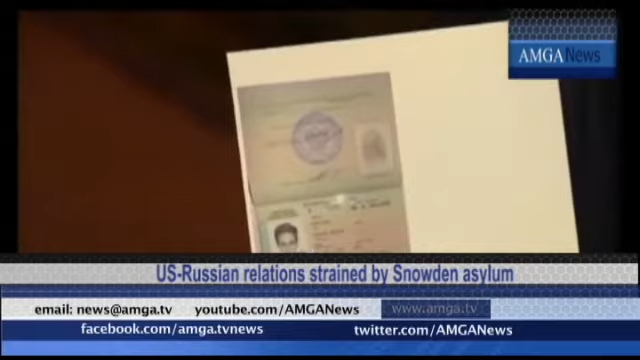 AMGANews
US-Russian relations strained by Snowden asylum
email: news@amga.tv youtube.com/AMGANews www.amga.tv
facebook.com/amga.tvnews twitter.com/AMGANews